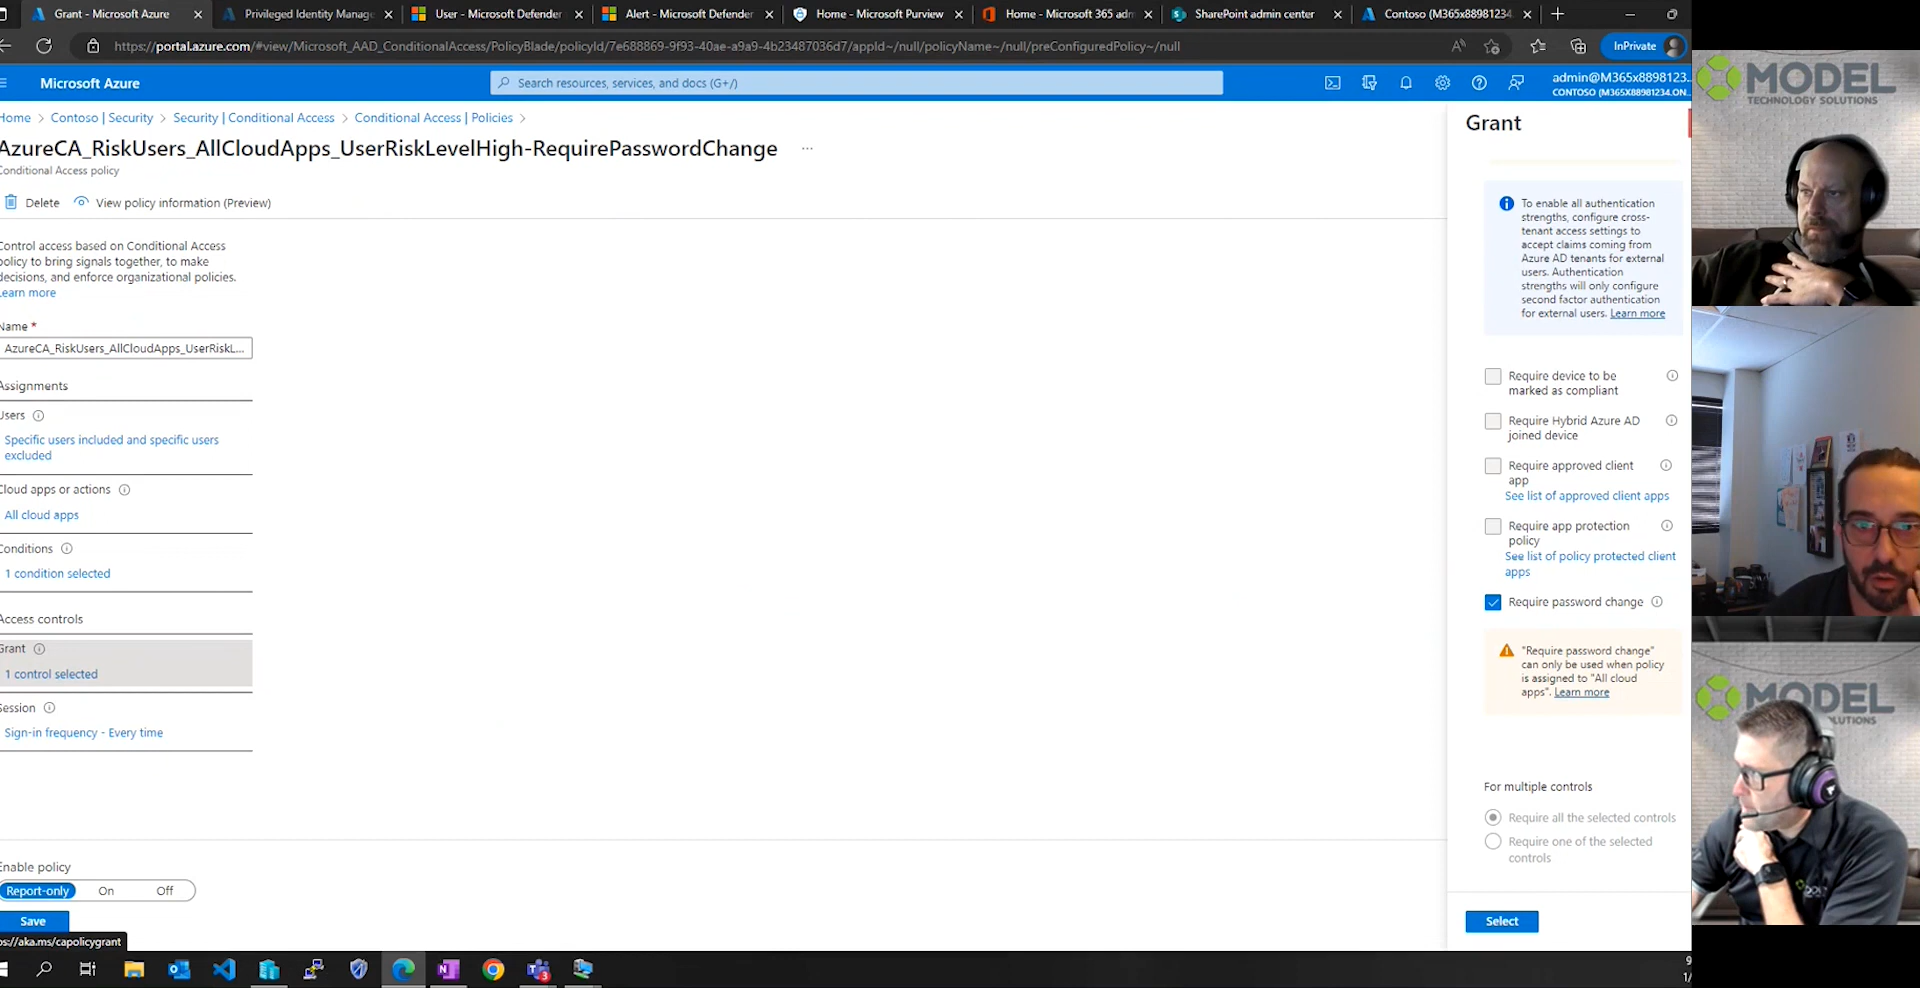 Grant - Microsoft Azure
Privileged Identity Manage
User - Microsoft Defender
Alert - Microsoft Defender
Home - Microsoft Purview
Home - Microsoft 365 adm
SharePoint admin center
Contoso (M365x88981234
https://portal.azure.com/#view/Microsoft_AAD_ConditionalAccess/PolicyBlade/policyId/7e688869-9f93-40ae-a9a9-4b23487036d7/appId~/null/policyName~/null/preConfiguredPolicy~/null
InPrivate
Microsoft Azure
Search resources, services, and docs (G+/)
admin@M365x8898123...
CONTOSO (M365X88981234.ON...
Home > Contoso | Security > Security | Conditional Access > Conditional Access | Policies >
AzureCA_RiskUsers_AllCloudApps_UserRiskLevelHigh-RequirePasswordChange ...
Conditional Access policy
Delete
View policy information (Preview)
Control access based on Conditional Access
policy to bring signals together, to make
decisions, and enforce organizational policies.
Learn more
Name *
AzureCA_RiskUsers_AllCloudApps_UserRiskL...
Assignments
Users
Specific users included and specific users
excluded
Cloud apps or actions
All cloud apps
Conditions
1 condition selected
Access controls
Grant
1 control selected
Session
Sign-in frequency - Every time
Enable policy
Report-only
On
Off
Save
ps://aka.ms/capolicygrant
Grant
To enable all authentication
strengths, configure cross-
tenant access settings to
accept claims coming from
Azure AD tenants for external
users. Authentication
strengths will only configure
second factor authentication
for external users. Learn more
Require device to be
marked as compliant
Require Hybrid Azure AD
joined device
Require approved client
app
See list of approved client apps
Require app protection
policy
See list of policy protected client
apps
Require password change
"Require password change"
can only be used when policy
is assigned to "All cloud
apps". Learn more
For multiple controls
Require all the selected controls
Require one of the selected
controls
Select
MODEL
TECHNOLOGY SOLUTIONS
MODEL
OLUTIONS